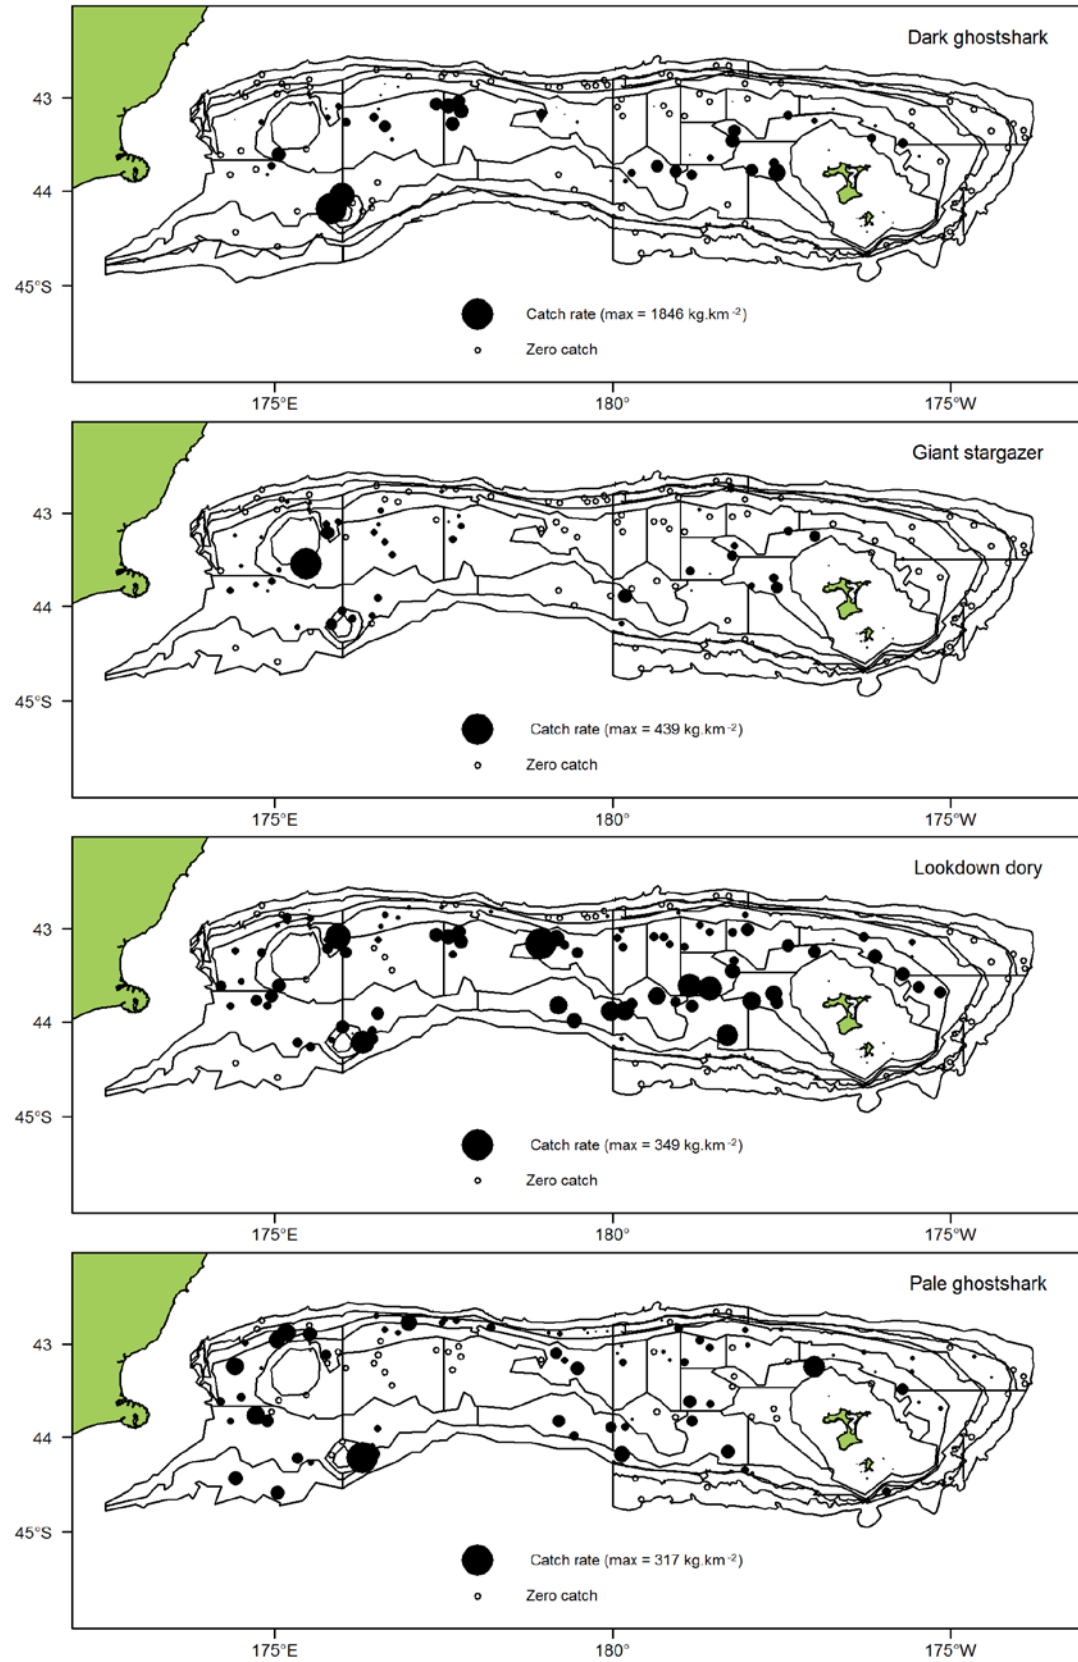 Dark ghostshark
43
44
45°S
Catch rate (max = 1846 kg.km⁻²)
Zero catch
175°E 180° 175°W
Giant stargazer
43
44
45°S
Catch rate (max = 439 kg.km⁻²)
Zero catch
175°E 180° 175°W
Lookdown dory
43
44
45°S
Catch rate (max = 349 kg.km⁻²)
Zero catch
175°E 180° 175°W
Pale ghostshark
43
44
45°S
Catch rate (max = 317 kg.km⁻²)
Zero catch
175°E 180° 175°W